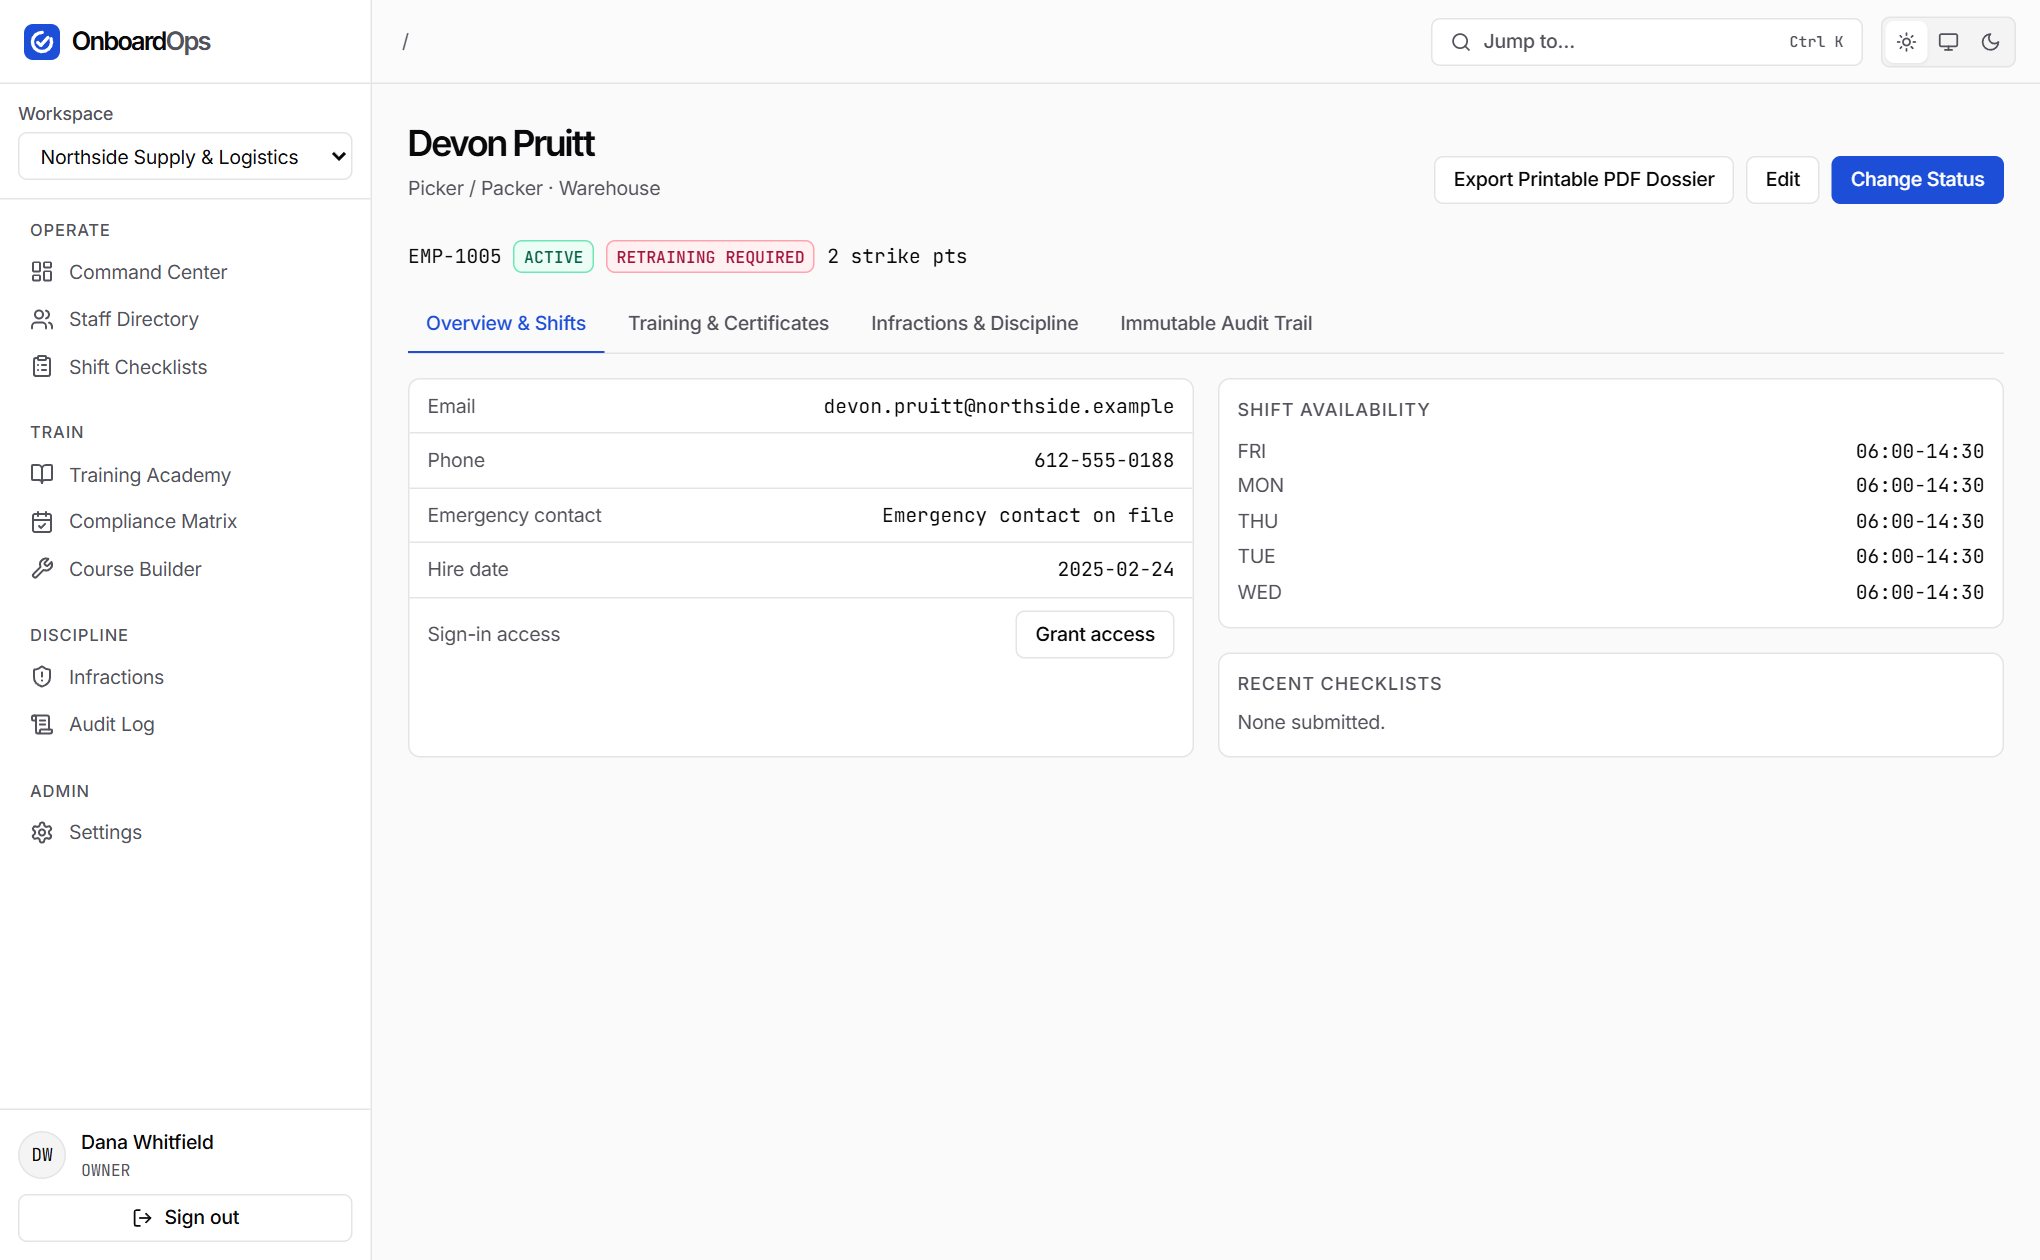 OnboardOps
/
Jump to...
Ctrl K
Workspace
Northside Supply & Logistics
OPERATE
Command Center
Staff Directory
Shift Checklists
TRAIN
Training Academy
Compliance Matrix
Course Builder
DISCIPLINE
Infractions
Audit Log
ADMIN
Settings
DW
Dana Whitfield
OWNER
Sign out
Devon Pruitt
Picker / Packer · Warehouse
Export Printable PDF Dossier
Edit
Change Status
EMP-1005 ACTIVE RETRAINING REQUIRED 2 strike pts
Overview & Shifts Training & Certificates Infractions & Discipline Immutable Audit Trail
Email devon.pruitt@northside.example
Phone 612-555-0188
Emergency contact Emergency contact on file
Hire date 2025-02-24
Sign-in access Grant access
SHIFT AVAILABILITY
FRI 06:00-14:30
MON 06:00-14:30
THU 06:00-14:30
TUE 06:00-14:30
WED 06:00-14:30
RECENT CHECKLISTS
None submitted.